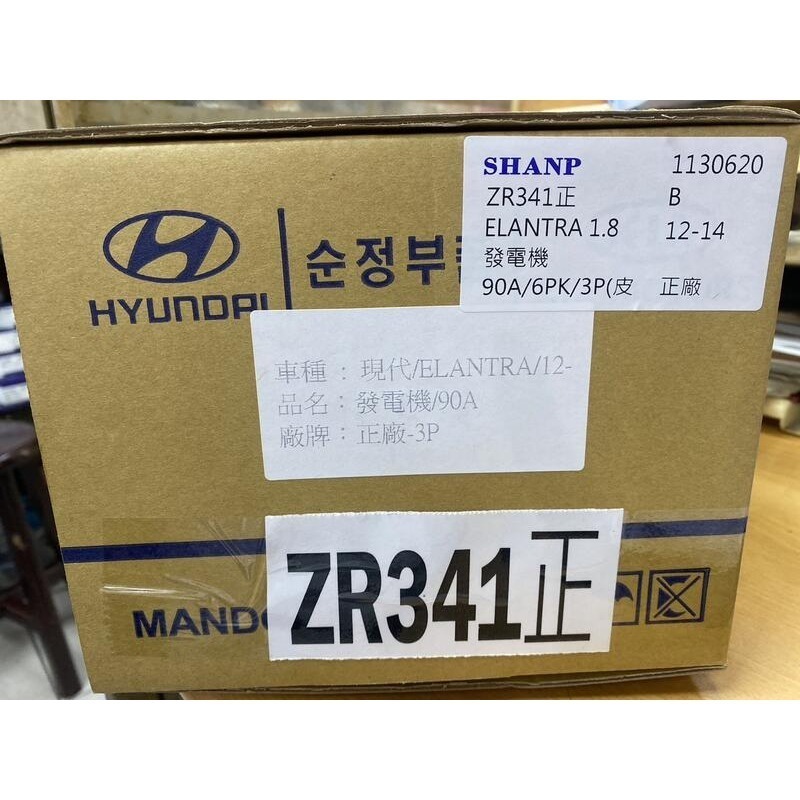 SHANP 1130620
ZR341正 B
ELANTRA 1.8 12-14
發電機
90A/6PK/3P(皮 正廠
HYUNDAI
순정부
車種：現代/ELANTRA/12-
品名：發電機/90A
廠牌：正廠-3P
ZR341正
MANDO